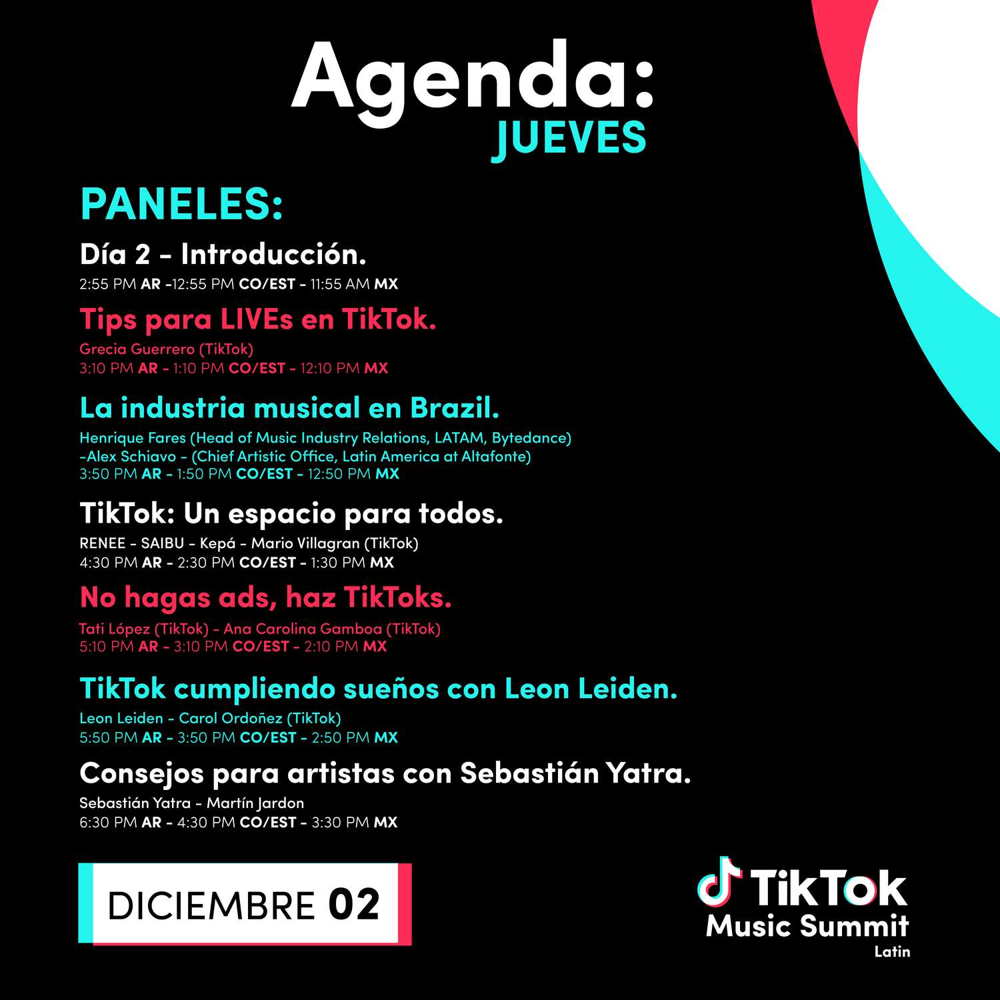 Agenda:
JUEVES
PANELES:
Día 2 - Introducción.
2:55 PM AR -12:55 PM CO/EST - 11:55 AM MX
Tips para LIVEs en TikTok.
Grecia Guerrero (TikTok)
3:10 PM AR - 1:10 PM CO/EST - 12:10 PM MX
La industria musical en Brazil.
Henrique Fares (Head of Music Industry Relations, LATAM, Bytedance)
-Alex Schiavo - (Chief Artistic Office, Latin America at Altafonte)
3:50 PM AR - 1:50 PM CO/EST - 12:50 PM MX
TikTok: Un espacio para todos.
RENEE - SAIBU - Kepá - Mario Villagran (TikTok)
4:30 PM AR - 2:30 PM CO/EST - 1:30 PM MX
No hagas ads, haz TikToks.
Tati López (TikTok) - Ana Carolina Gamboa (TikTok)
5:10 PM AR - 3:10 PM CO/EST - 2:10 PM MX
TikTok cumpliendo sueños con Leon Leiden.
Leon Leiden - Carol Ordoñez (TikTok)
5:50 PM AR - 3:50 PM CO/EST - 2:50 PM MX
Consejos para artistas con Sebastián Yatra.
Sebastián Yatra - Martín Jardon
6:30 PM AR - 4:30 PM CO/EST - 3:30 PM MX
DICIEMBRE 02
TikTok
Music Summit
Latin